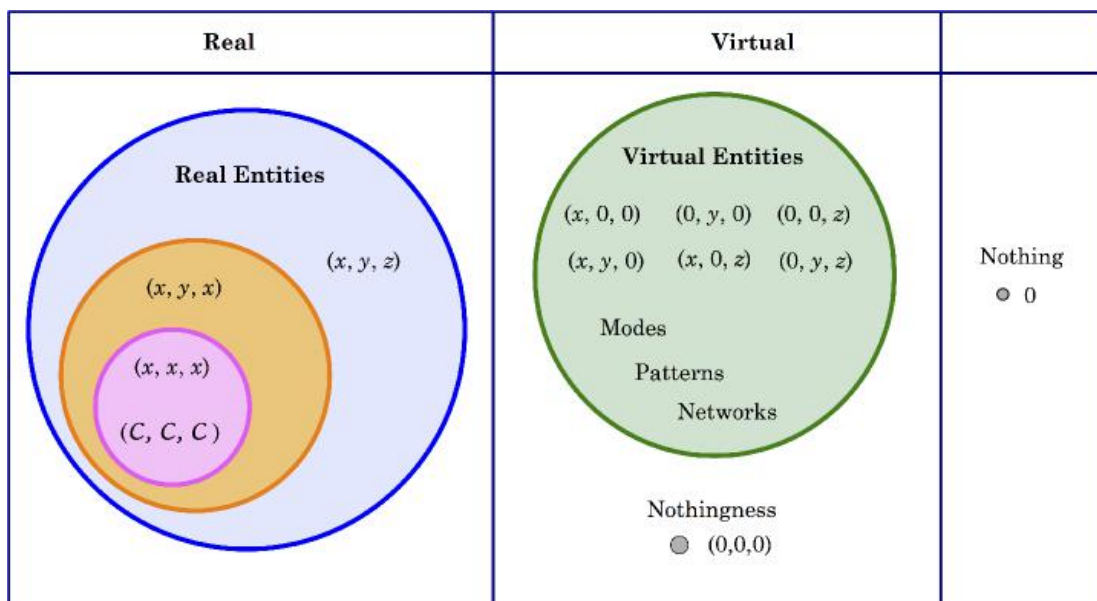 Real
Virtual
Real Entities
(x, y, z)
(x, y, x)
(x, x, x)
(C, C, C )
Virtual Entities
(x, 0, 0) (0, y, 0) (0, 0, z)
(x, y, 0) (x, 0, z) (0, y, z)
Modes
Patterns
Networks
Nothingness
(0,0,0)
Nothing
0